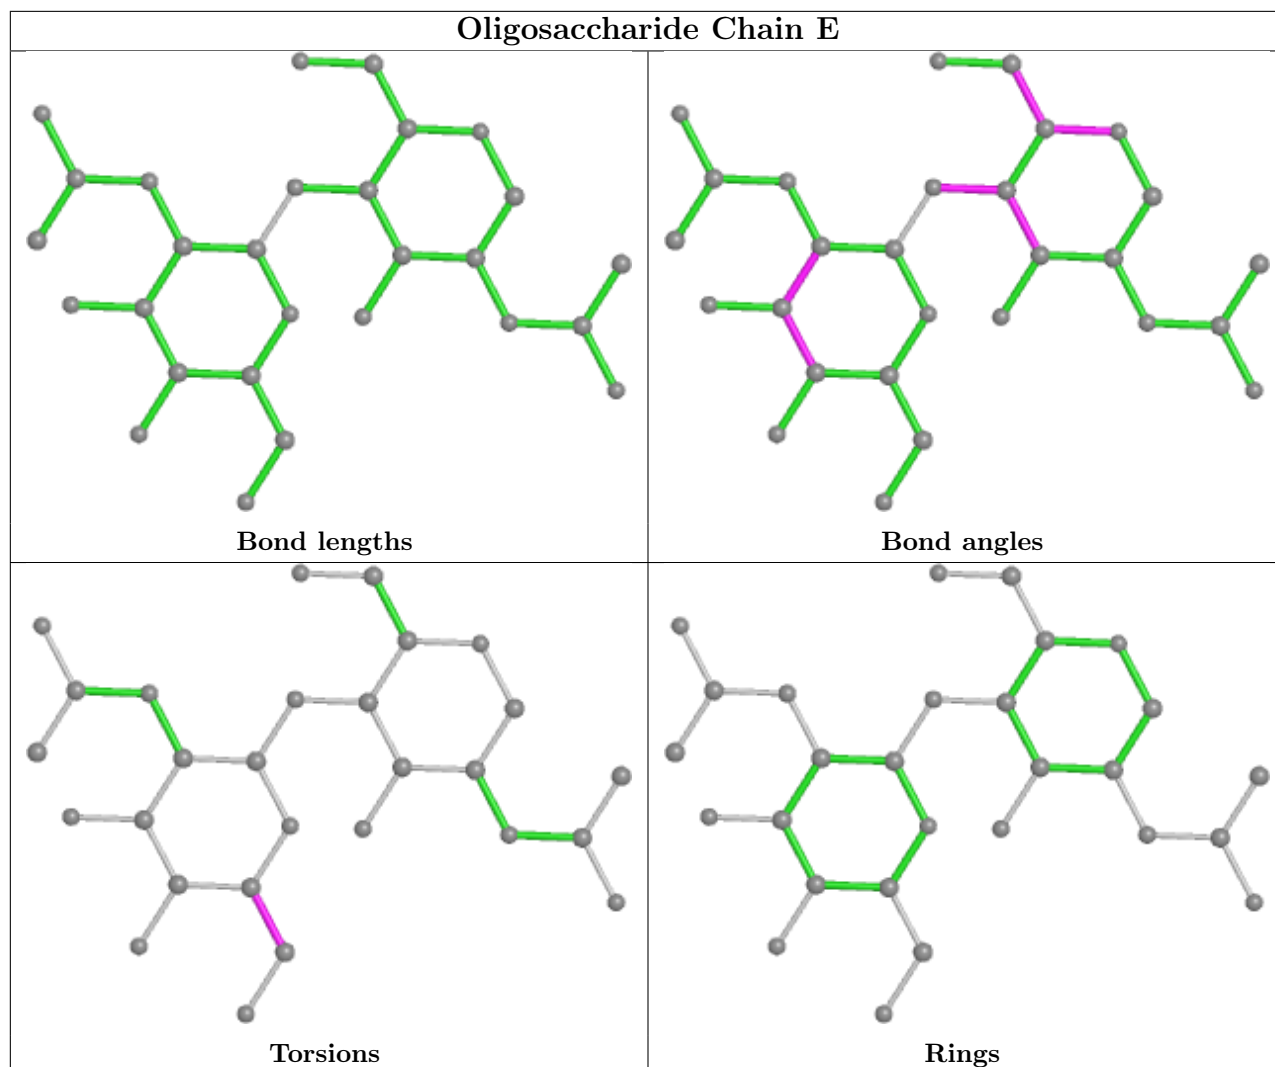 Oligosaccharide Chain E
Bond lengths
Bond angles
Torsions
Rings